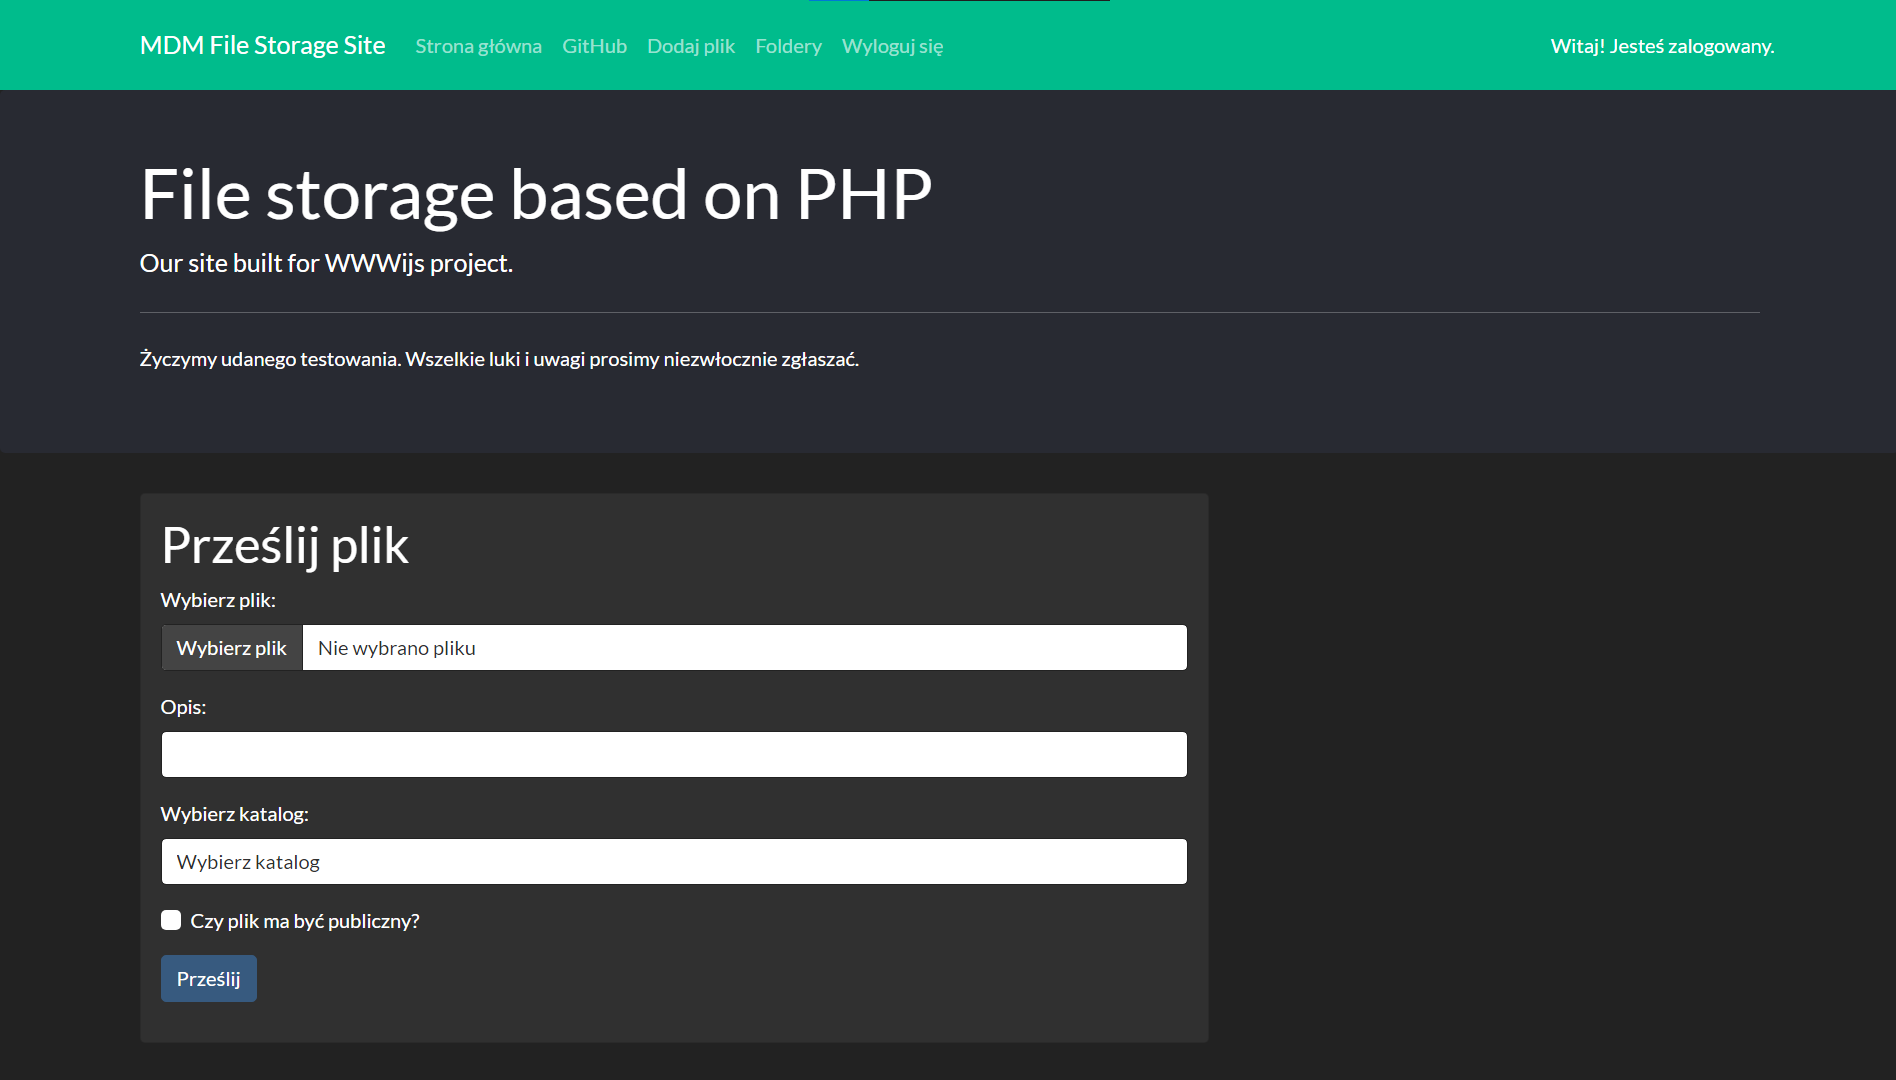 MDM File Storage Site Strona główna GitHub Dodaj plik Foldery Wyloguj się Witaj! Jesteś zalogowany.
File storage based on PHP
Our site built for WWWijs project.
Życzymy udanego testowania. Wszelkie luki i uwagi prosimy niezwłocznie zgłaszać.
Prześlij plik
Wybierz plik:
Wybierz plik Nie wybrano pliku
Opis:
Wybierz katalog:
Wybierz katalog
Czy plik ma być publiczny?
Prześlij